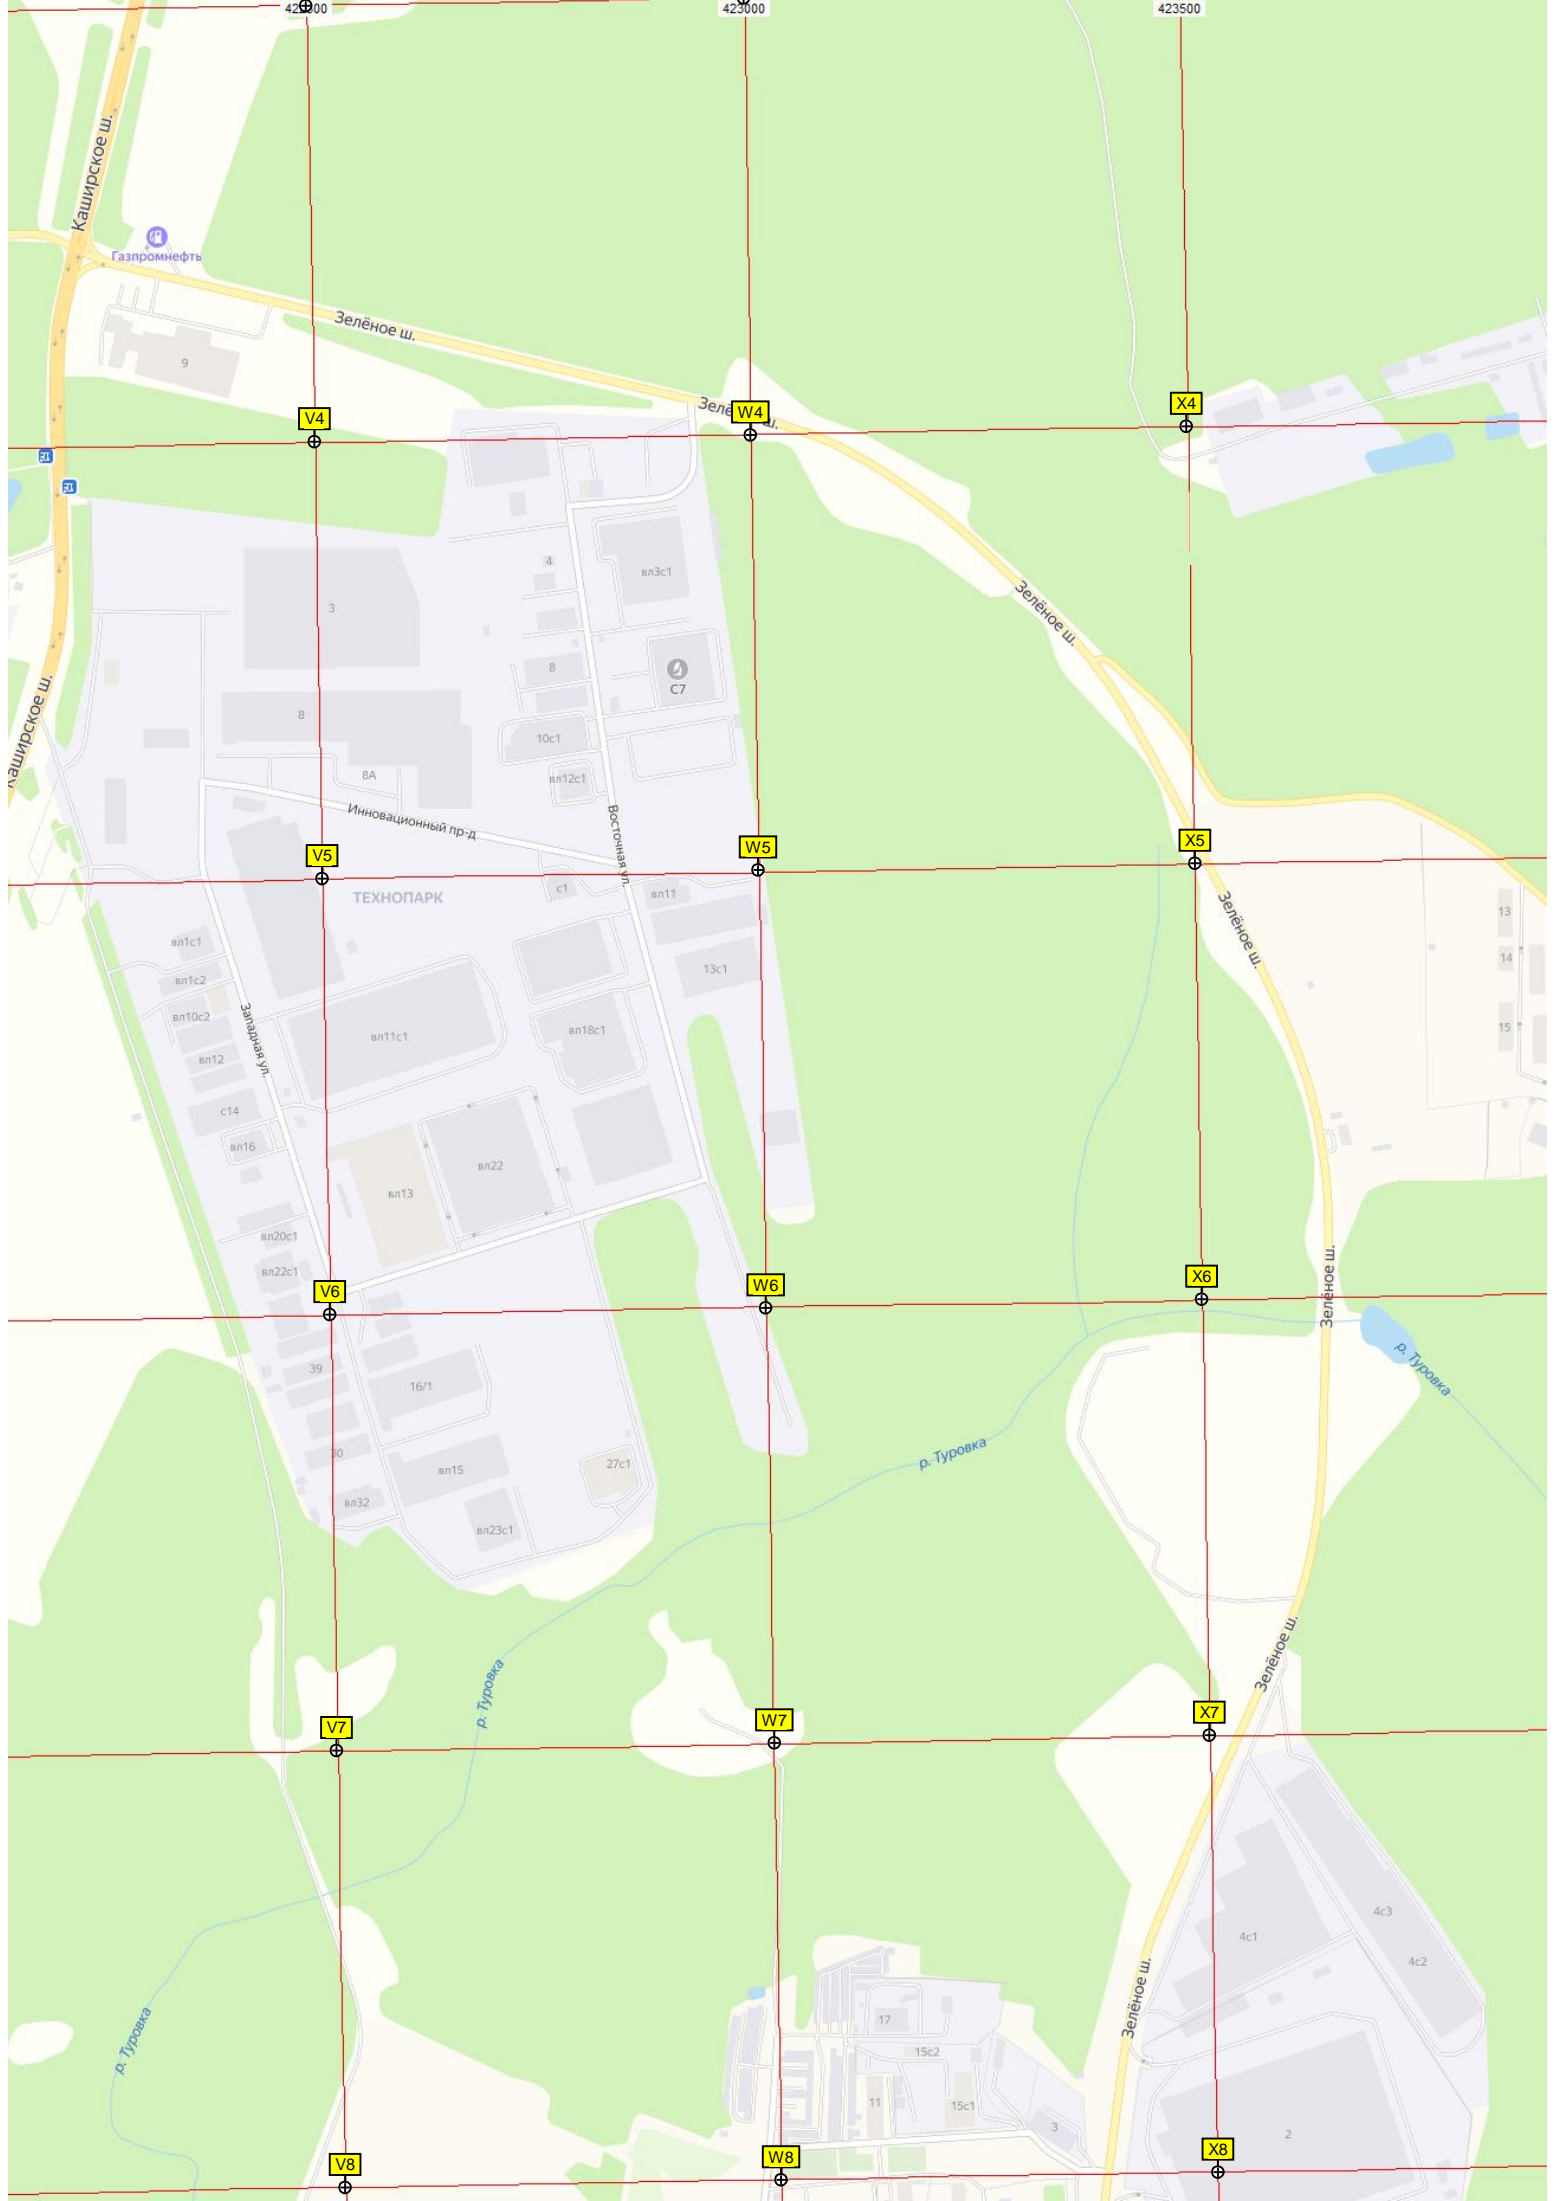 423000
423500
Каширское ш.
Газпромнефть
Зелёное ш.
9
V4
W4
X4
3
4
вл3с1
Зелёное ш.
8
С7
Каширское ш.
8
10с1
8А
вл12с1
Инновационный пр-д
Восточная ул.
V5
W5
X5
ТЕХНОПАРК
с1
вл11
Зелёное ш.
13
вл1с1
13с1
14
вл1с2
вл10с2
Западная ул.
вл11с1
вл18с1
15
вл12
с14
вл16
вл22
вл13
вл20с1
вл22с1
Зелёное ш.
V6
W6
X6
39
16/1
р. Туровка
30
вл15
27с1
р. Туровка
вл32
вл23с1
р. Туровка
Зелёное ш.
V7
W7
X7
4с3
4с1
4с2
р. Туровка
Зелёное ш.
17
15с2
11
15с1
3
2
V8
W8
X8